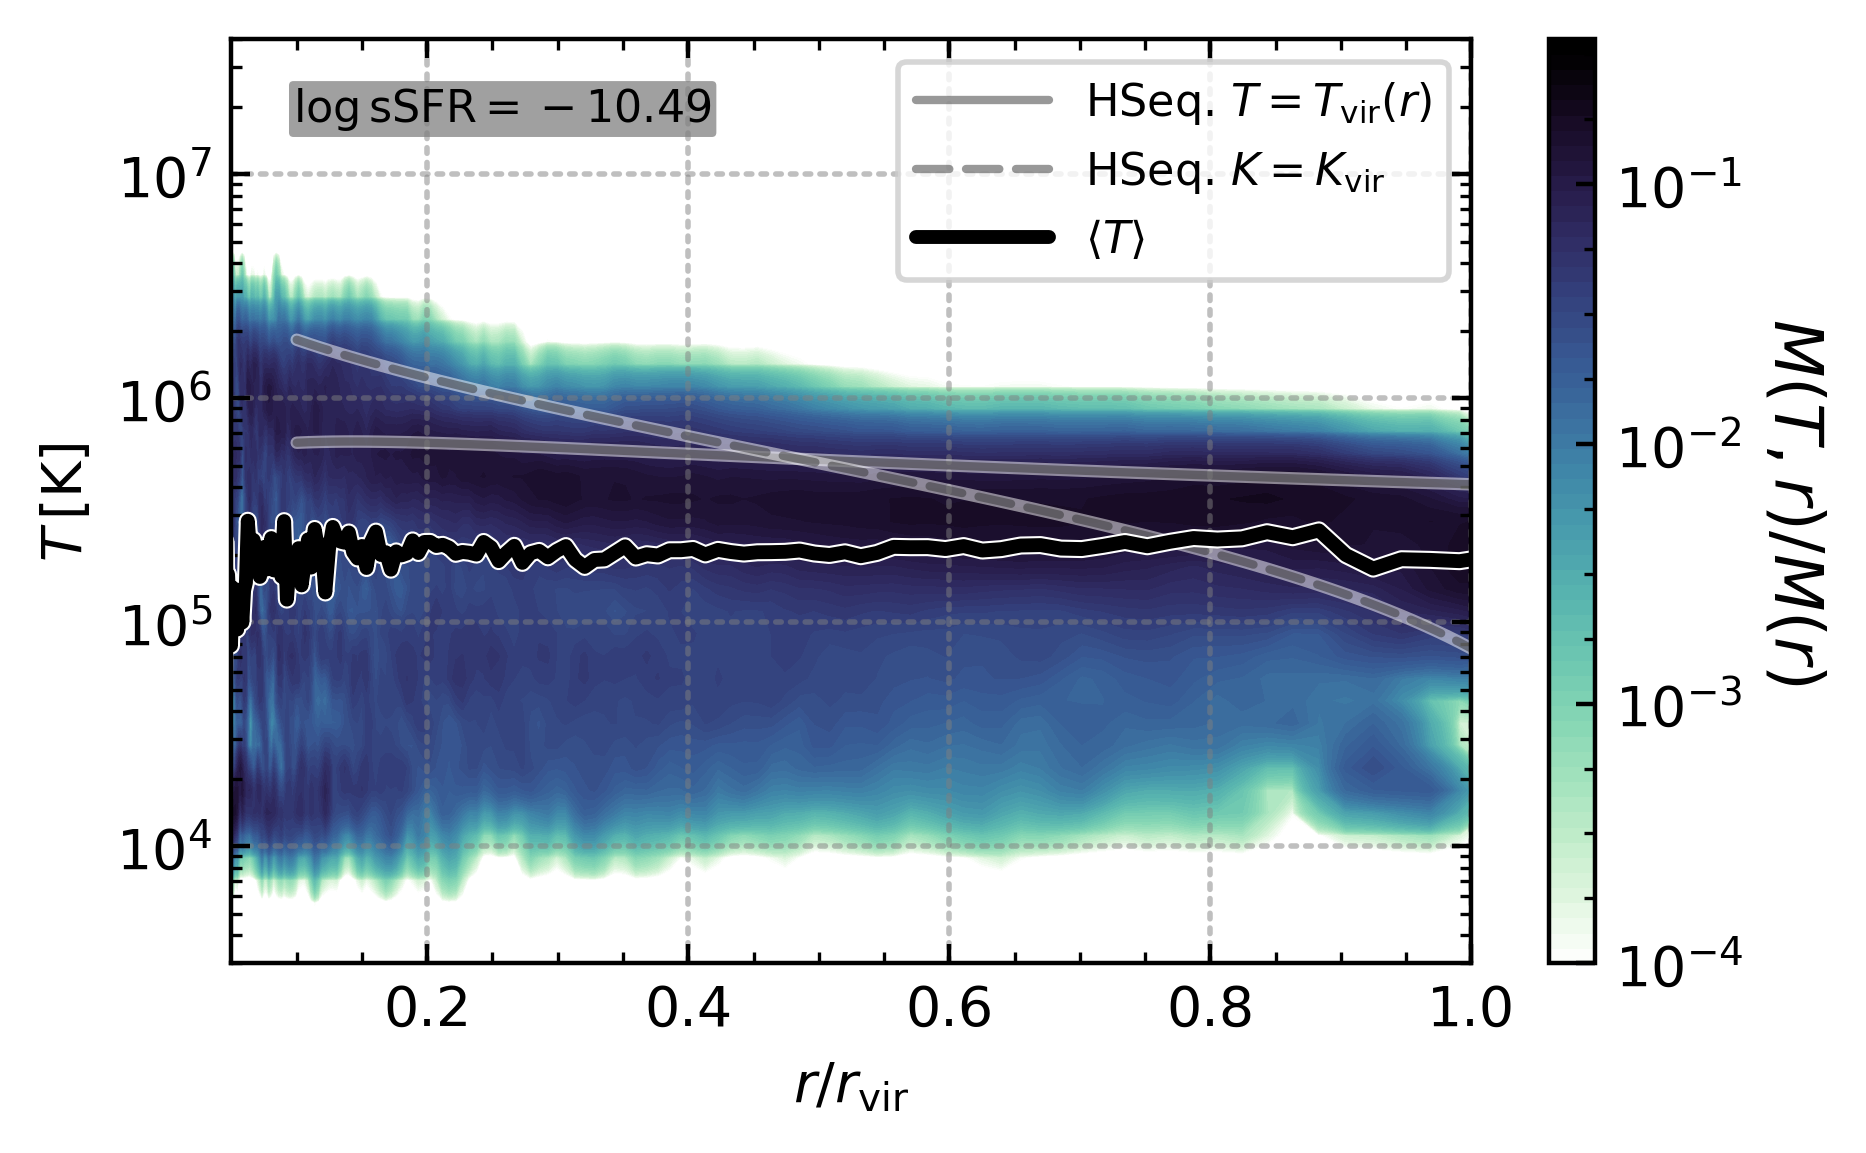 log sSFR = −10.49
HSeq. T = T_vir(r)
HSeq. K = K_vir
⟨T⟩
10^7
10^6
10^5
10^4
T [K]
0.2 0.4 0.6 0.8 1.0
r/r_vir
10^−1
10^−2
10^−3
10^−4
M(T, r)/M(r)